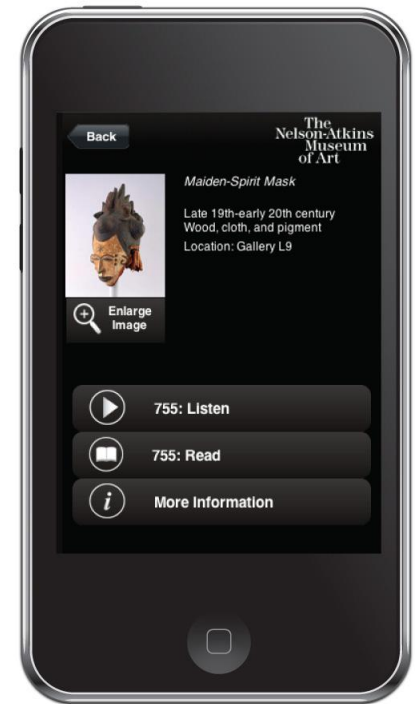 Back
The
Nelson-Atkins
Museum
of Art
Maiden-Spirit Mask
Late 19th-early 20th century
Wood, cloth, and pigment
Location: Gallery L9
Enlarge
Image
755: Listen
755: Read
More Information